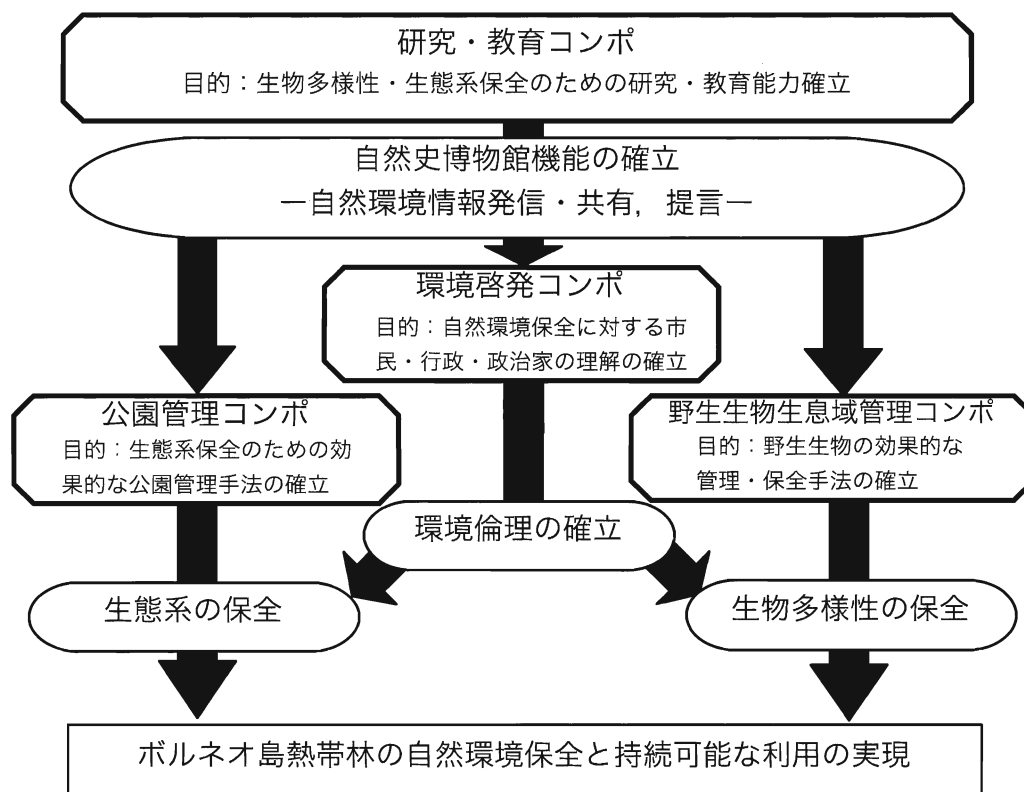 研究・教育コンポ
目的：生物多様性・生態系保全のための研究・教育能力確立
自然史博物館機能の確立
―自然環境情報発信・共有，提言―
環境啓発コンポ
目的：自然環境保全に対する市
民・行政・政治家の理解の確立
公園管理コンポ
目的：生態系保全のための効
果的な公園管理手法の確立
野生生物生息域管理コンポ
目的：野生生物の効果的な
管理・保全手法の確立
環境倫理の確立
生態系の保全
生物多様性の保全
ボルネオ島熱帯林の自然環境保全と持続可能な利用の実現